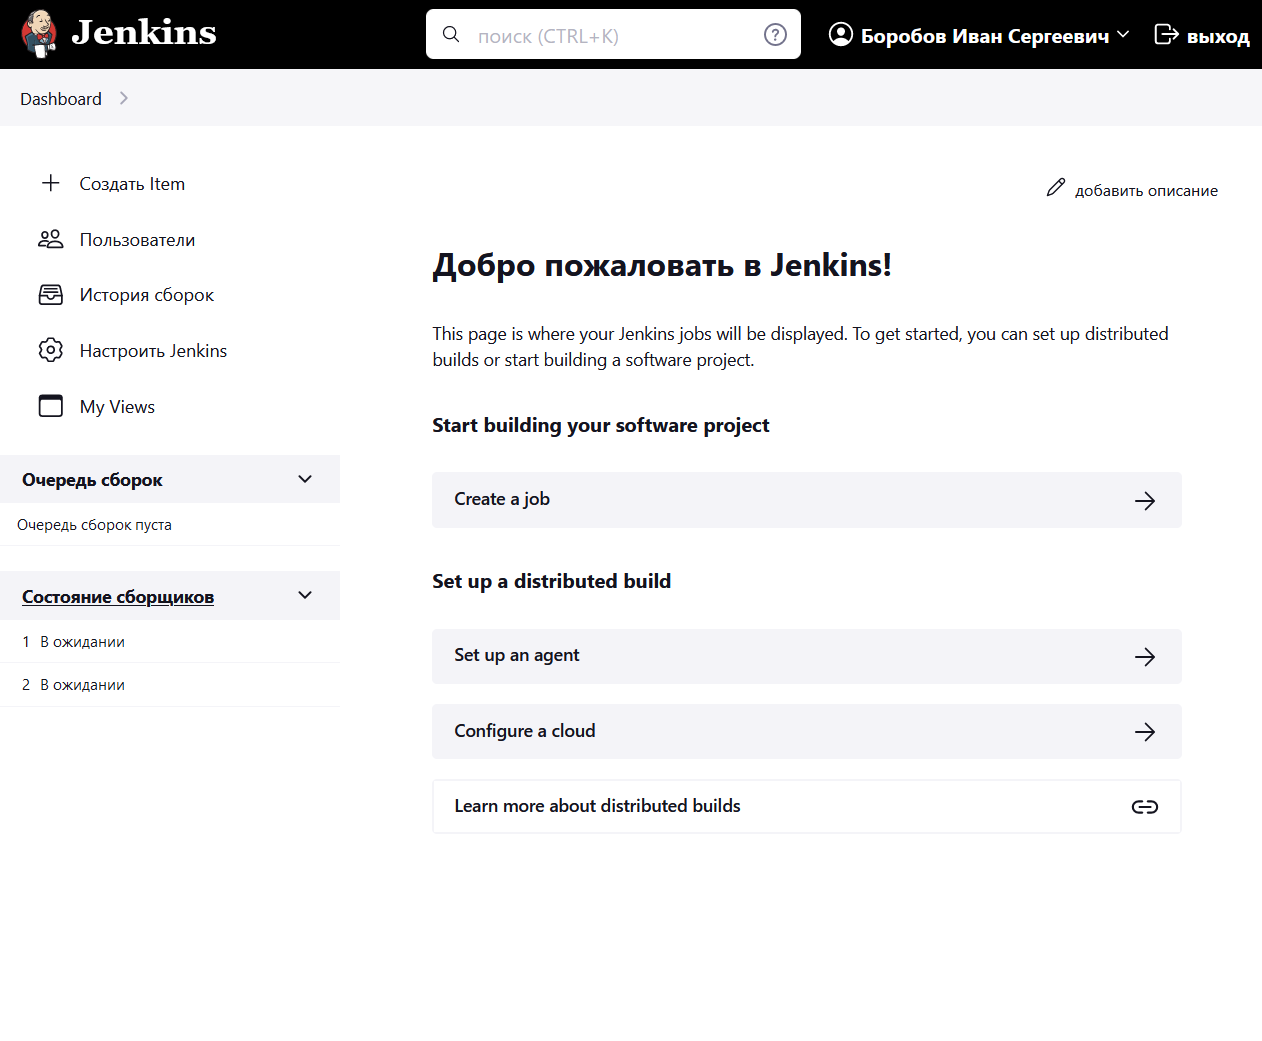 Jenkins
поиск (CTRL+K)
Боробов Иван Сергеевич
выход
Dashboard
Создать Item
Пользователи
История сборок
Настроить Jenkins
My Views
Очередь сборок
Очередь сборок пуста
Состояние сборщиков
1 В ожидании
2 В ожидании
добавить описание
Добро пожаловать в Jenkins!
This page is where your Jenkins jobs will be displayed. To get started, you can set up distributed
builds or start building a software project.
Start building your software project
Create a job
Set up a distributed build
Set up an agent
Configure a cloud
Learn more about distributed builds